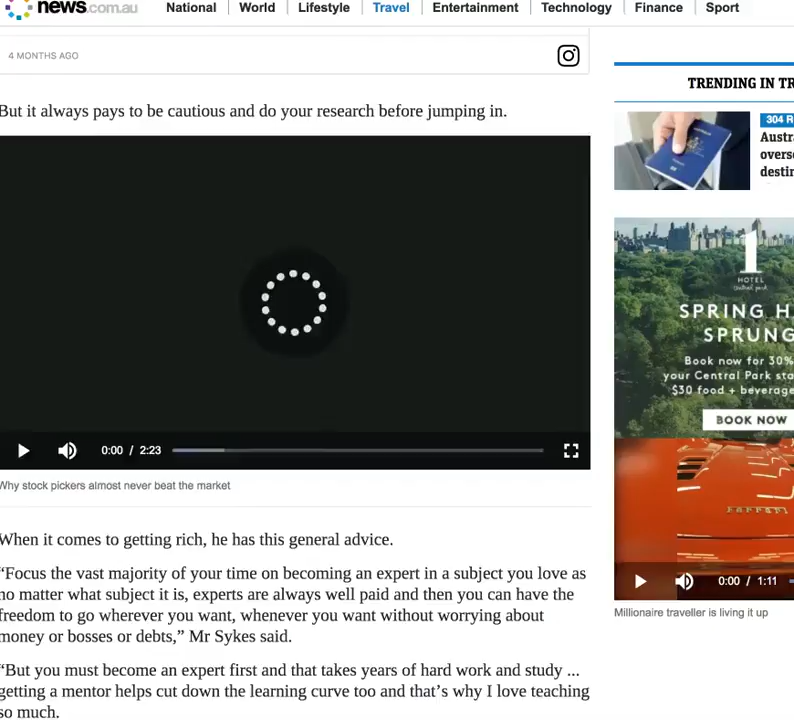 news.com.au
National World Lifestyle Travel Entertainment Technology Finance Sport
4 MONTHS AGO
But it always pays to be cautious and do your research before jumping in.
0:00 / 2:23
Why stock pickers almost never beat the market
When it comes to getting rich, he has this general advice.
“Focus the vast majority of your time on becoming an expert in a subject you love as
no matter what subject it is, experts are always well paid and then you can have the
freedom to go wherever you want, whenever you want without worrying about
money or bosses or debts,” Mr Sykes said.
“But you must become an expert first and that takes years of hard work and study ...
getting a mentor helps cut down the learning curve too and that’s why I love teaching
so much.
TRENDING IN TR
304 R
Austr
overs
destin
1
HOTEL
central park
SPRING H
SPRUNG
Book now for 30%
your Central Park sta
$30 food + beverage
BOOK NOW
Ferrari
0:00 / 1:11
Millionaire traveller is living it up